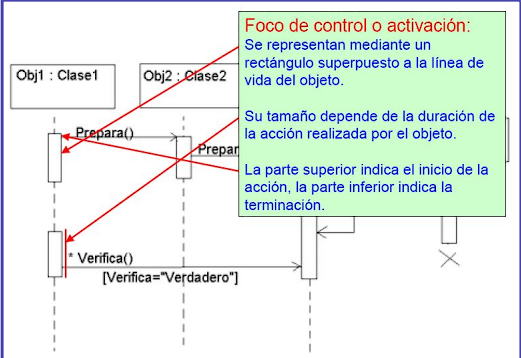 Foco de control o activación:
Se representan mediante un
rectángulo superpuesto a la línea de
vida del objeto.
Su tamaño depende de la duración de
la acción realizada por el objeto.
La parte superior indica el inicio de la
acción, la parte inferior indica la
terminación.
Obj1 : Clase1
Obj2 : Clase2
Prepara()
* Verifica()
[Verifica="Verdadero"]